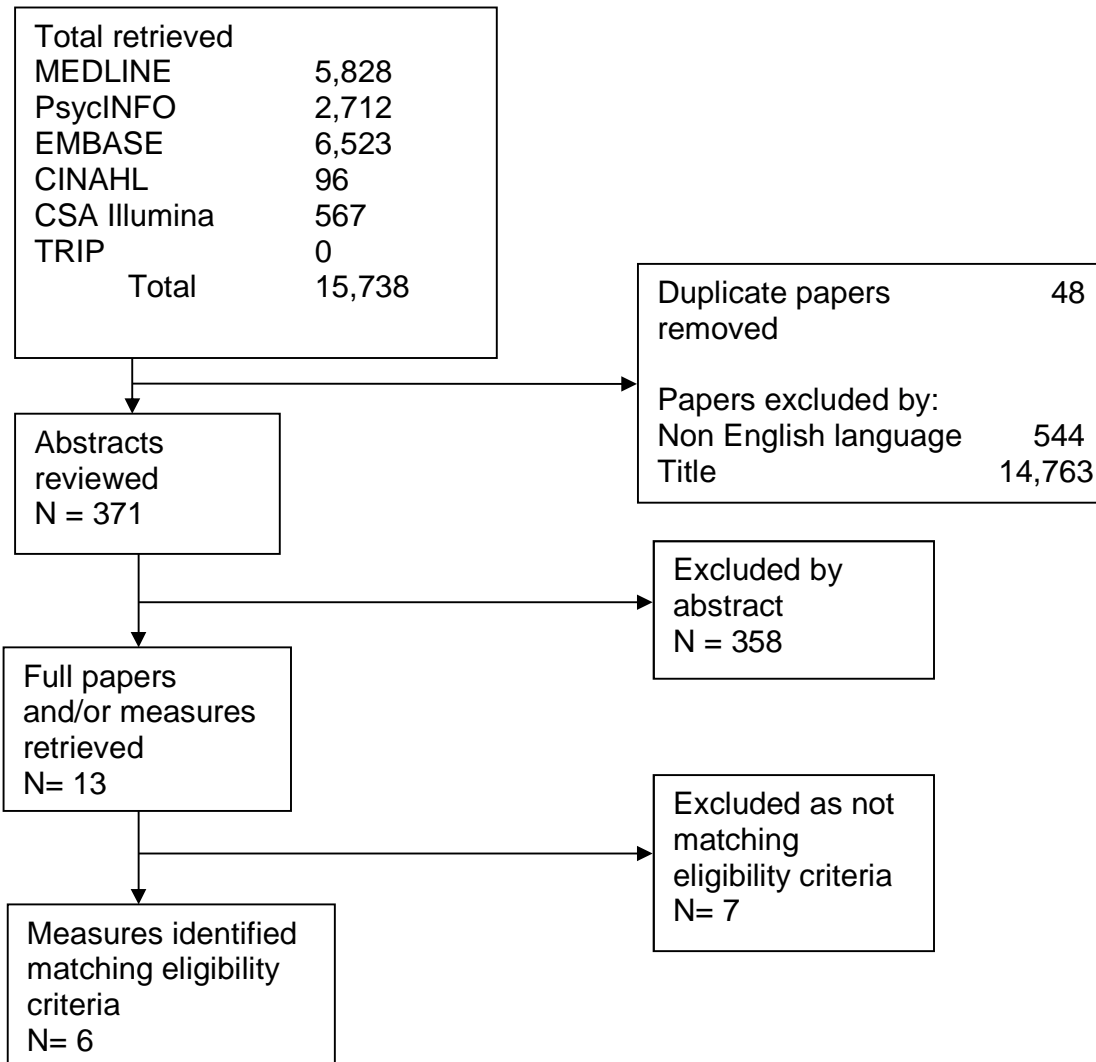 Total retrieved
MEDLINE 5,828
PsycINFO 2,712
EMBASE 6,523
CINAHL 96
CSA Illumina 567
TRIP 0
Total 15,738
Duplicate papers 48
removed
Papers excluded by:
Non English language 544
Title 14,763
Abstracts
reviewed
N = 371
Excluded by
abstract
N = 358
Full papers
and/or measures
retrieved
N= 13
Excluded as not
matching
eligibility criteria
N= 7
Measures identified
matching eligibility
criteria
N= 6